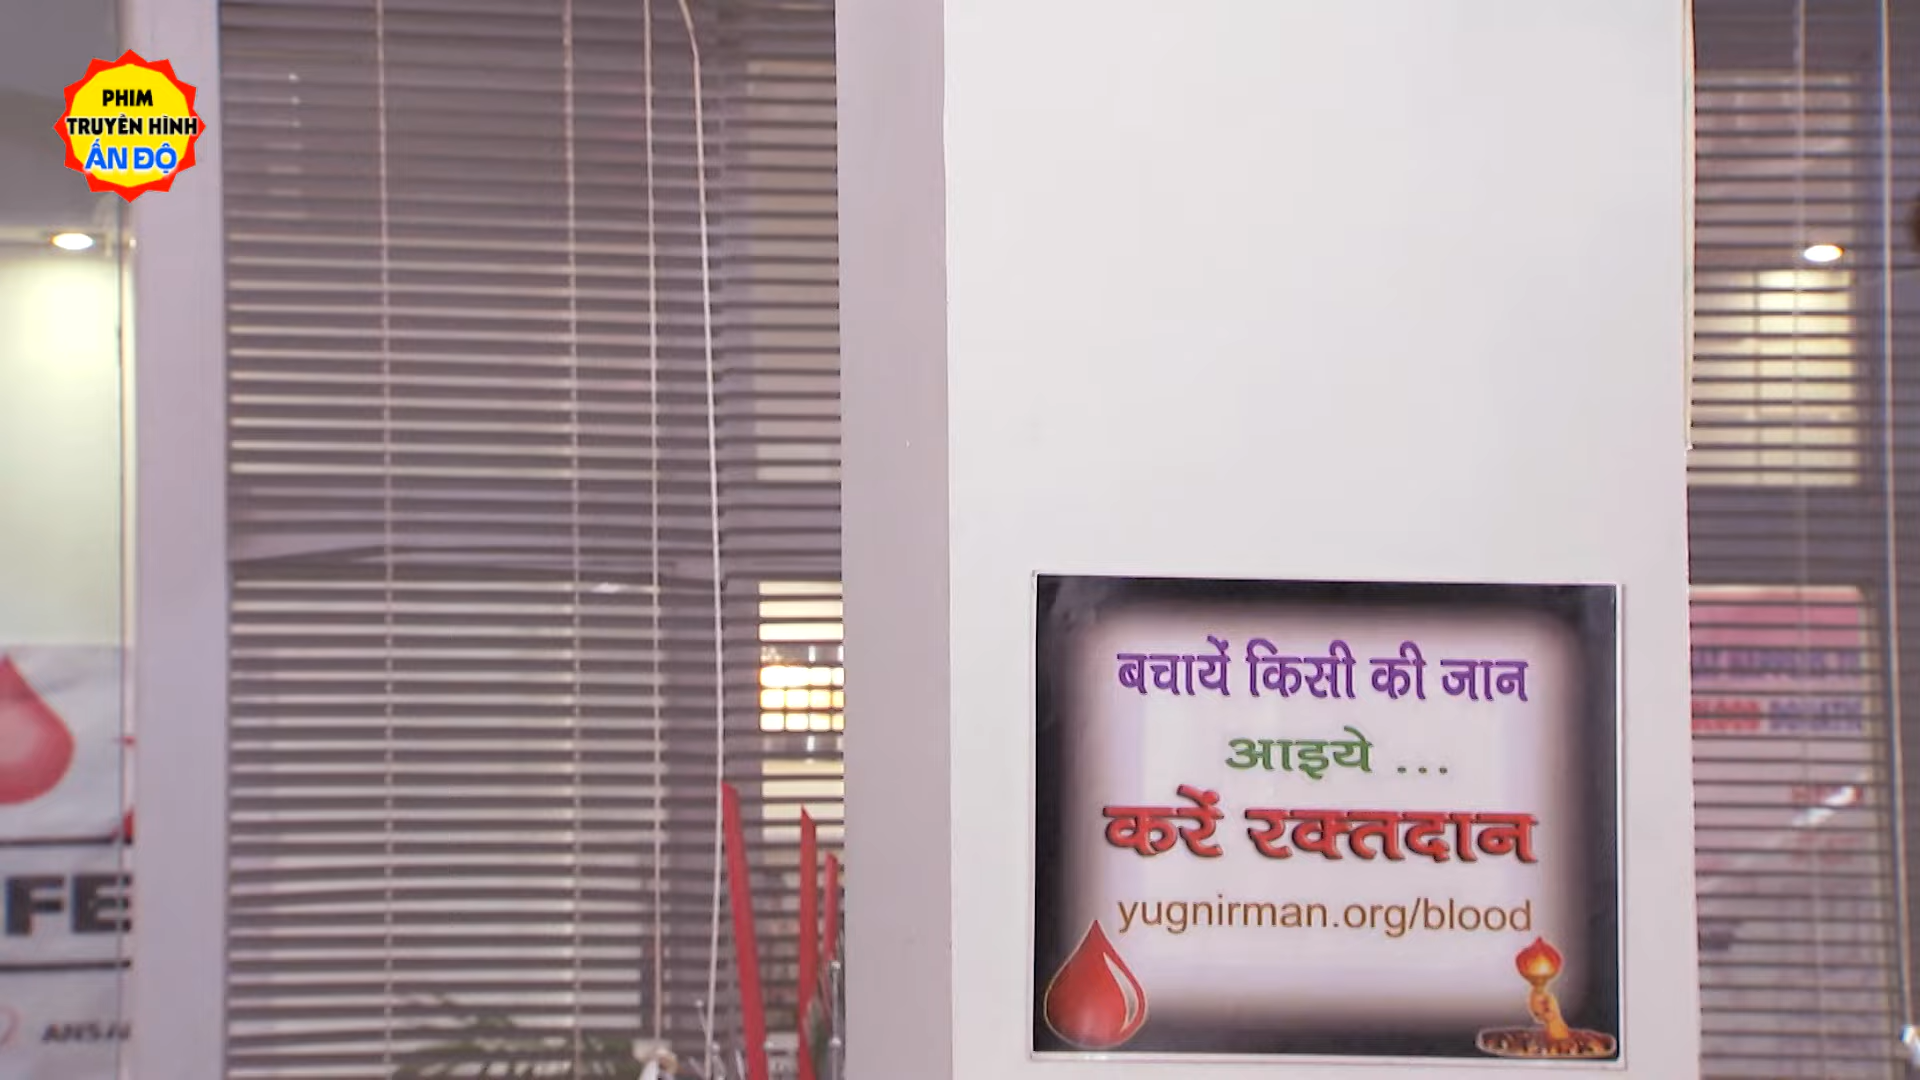 PHIM
TRUYỀN HÌNH
ẤN ĐỘ
बचायें किसी की जान
आइये ...
करें रक्तदान
yugnirman.org/blood
FE